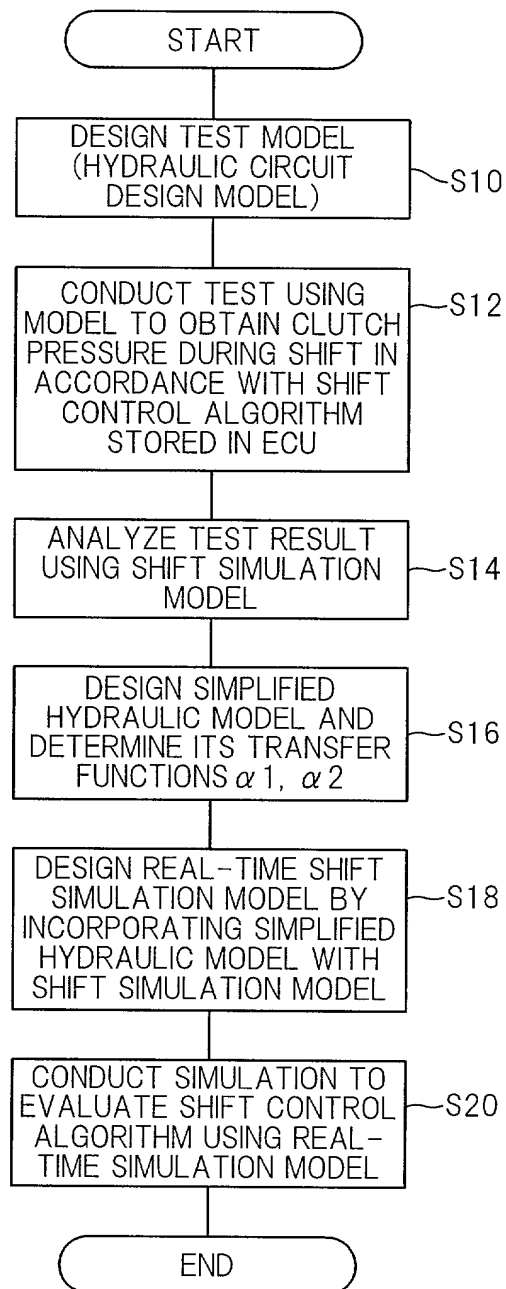 START
DESIGN TEST MODEL
(HYDRAULIC CIRCUIT
DESIGN MODEL)
S10
CONDUCT TEST USING
MODEL TO OBTAIN CLUTCH
PRESSURE DURING SHIFT IN
ACCORDANCE WITH SHIFT
CONTROL ALGORITHM
STORED IN ECU
S12
ANALYZE TEST RESULT
USING SHIFT SIMULATION
MODEL
S14
DESIGN SIMPLIFIED
HYDRAULIC MODEL AND
DETERMINE ITS TRANSFER
FUNCTIONS α1, α2
S16
DESIGN REAL-TIME SHIFT
SIMULATION MODEL BY
INCORPORATING SIMPLIFIED
HYDRAULIC MODEL WITH
SHIFT SIMULATION MODEL
S18
CONDUCT SIMULATION TO
EVALUATE SHIFT CONTROL
ALGORITHM USING REAL-
TIME SIMULATION MODEL
S20
END